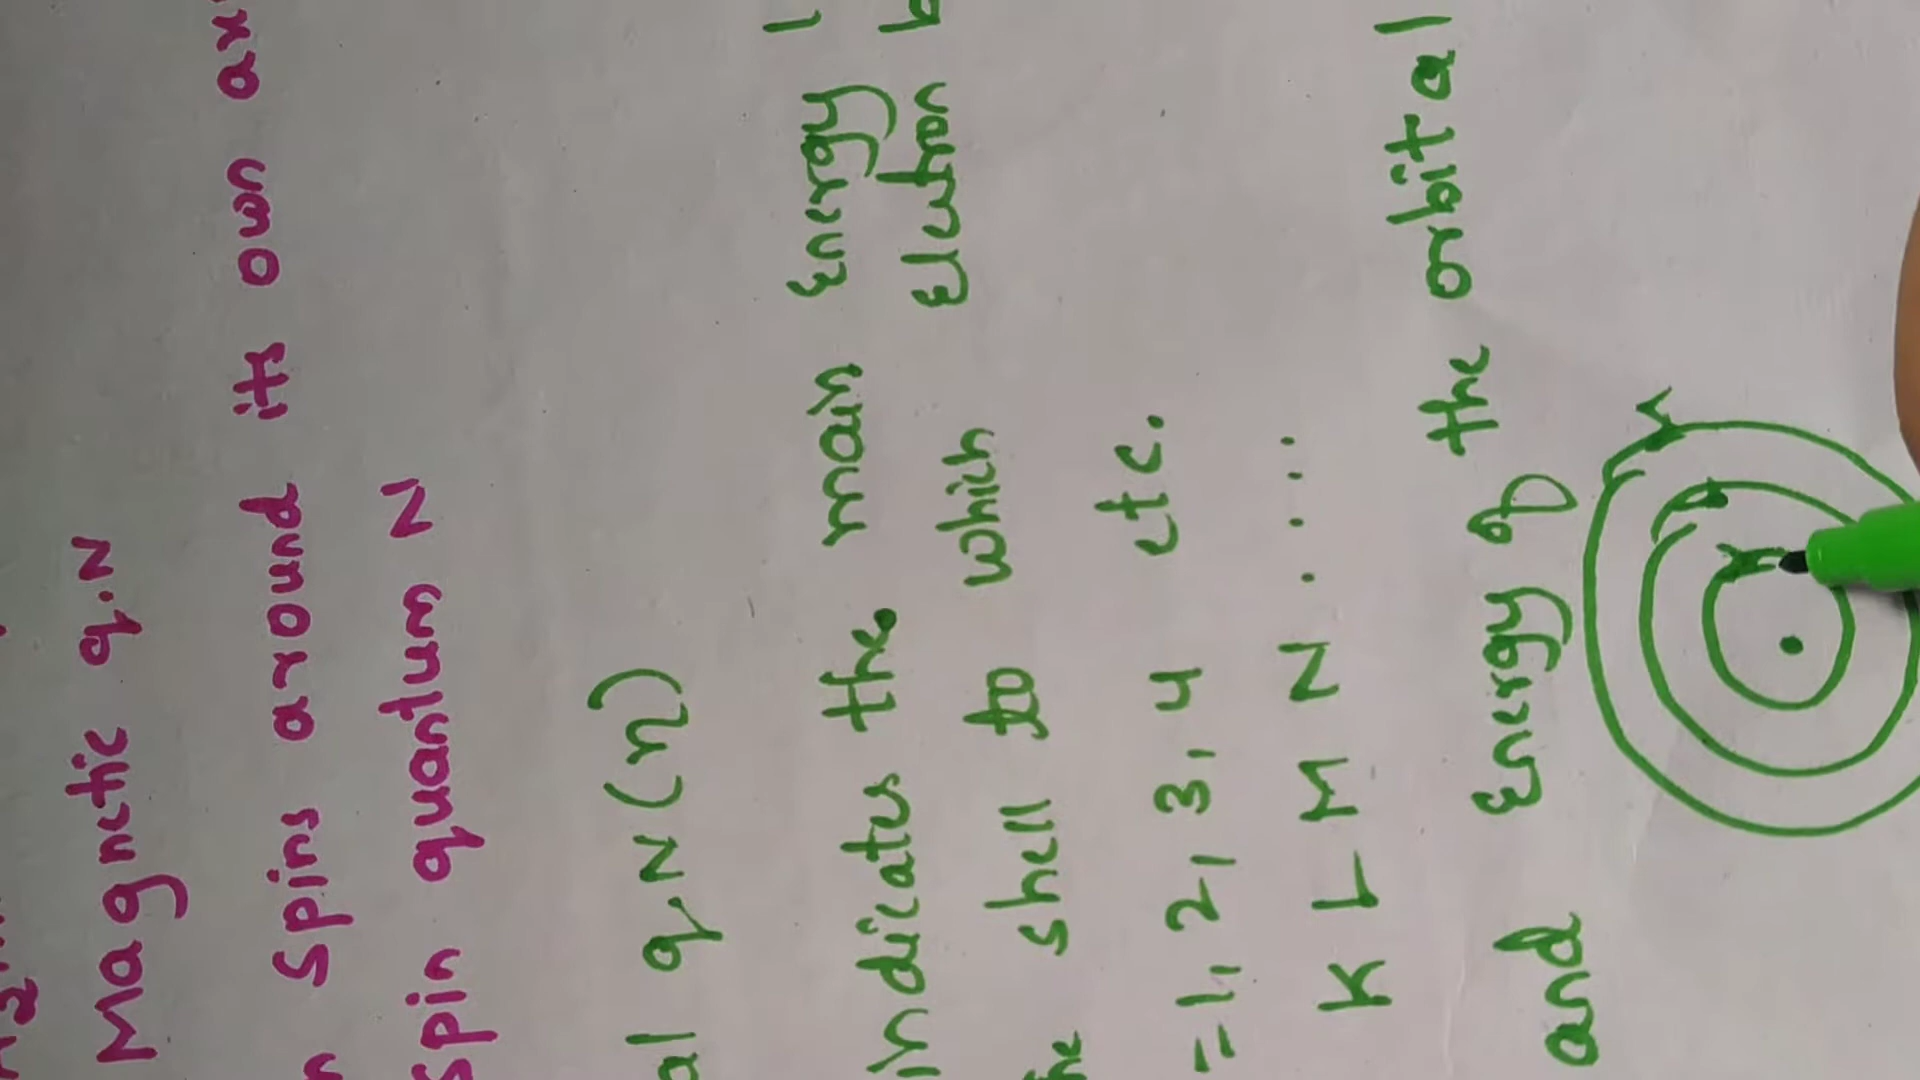 Magnetic q.N
Spins around its own ax
Spin quantum N
al q.N (η)
indicates the main Energy l
he shell to which Electron b
=1, 2, 3, 4 etc.
K L M N . . . .
and Energy of the orbital